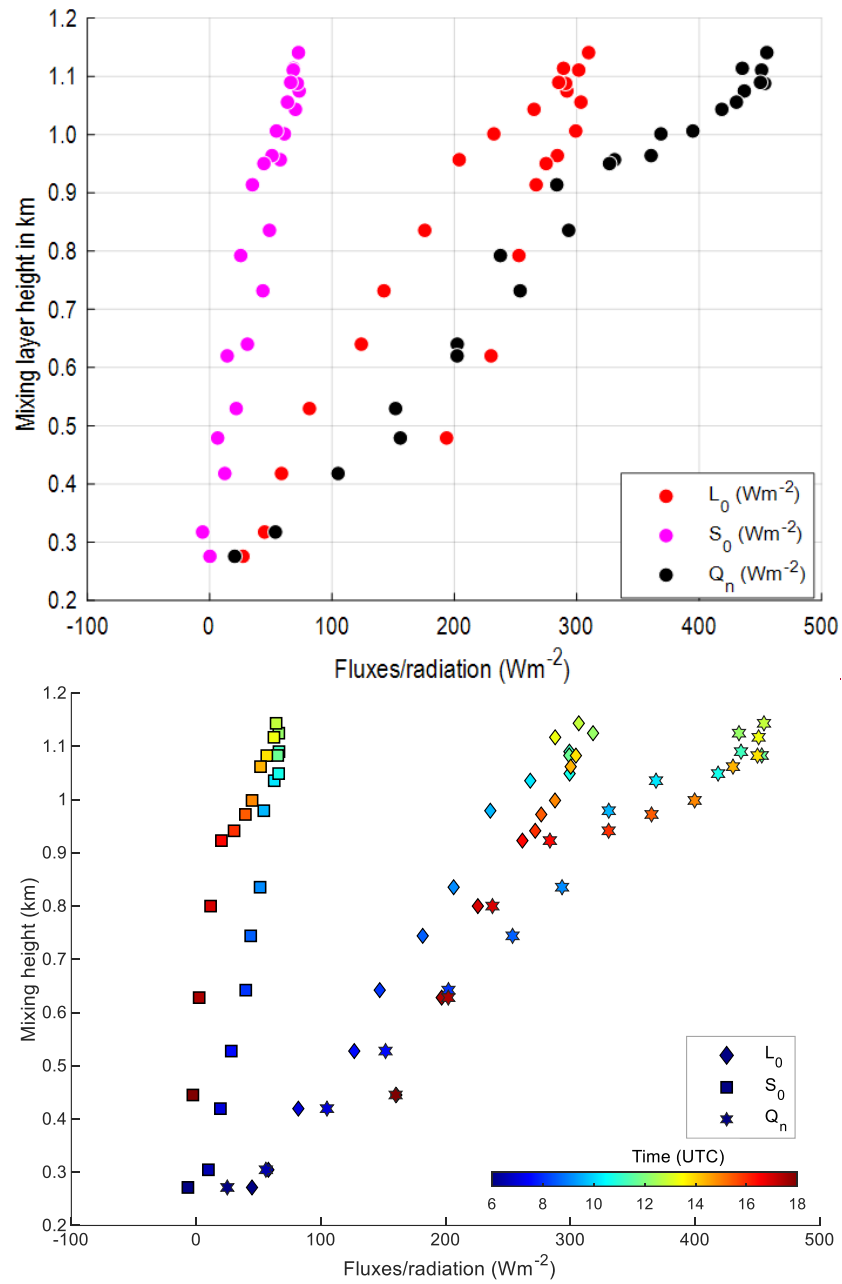 1.2
1.1
1.0
0.9
0.8
0.7
0.6
0.5
0.4
0.3
0.2
Mixing layer height in km
L0 (Wm-2)
S0 (Wm-2)
Qn (Wm-2)
-100 0 100 200 300 400 500
Fluxes/radiation (Wm-2)
1.2
1.1
1
0.9
0.8
0.7
0.6
0.5
0.4
0.3
0.2
Mixing height (km)
L0
S0
Qn
Time (UTC)
6 8 10 12 14 16 18
-100 0 100 200 300 400 500
Fluxes/radiation (Wm-2)